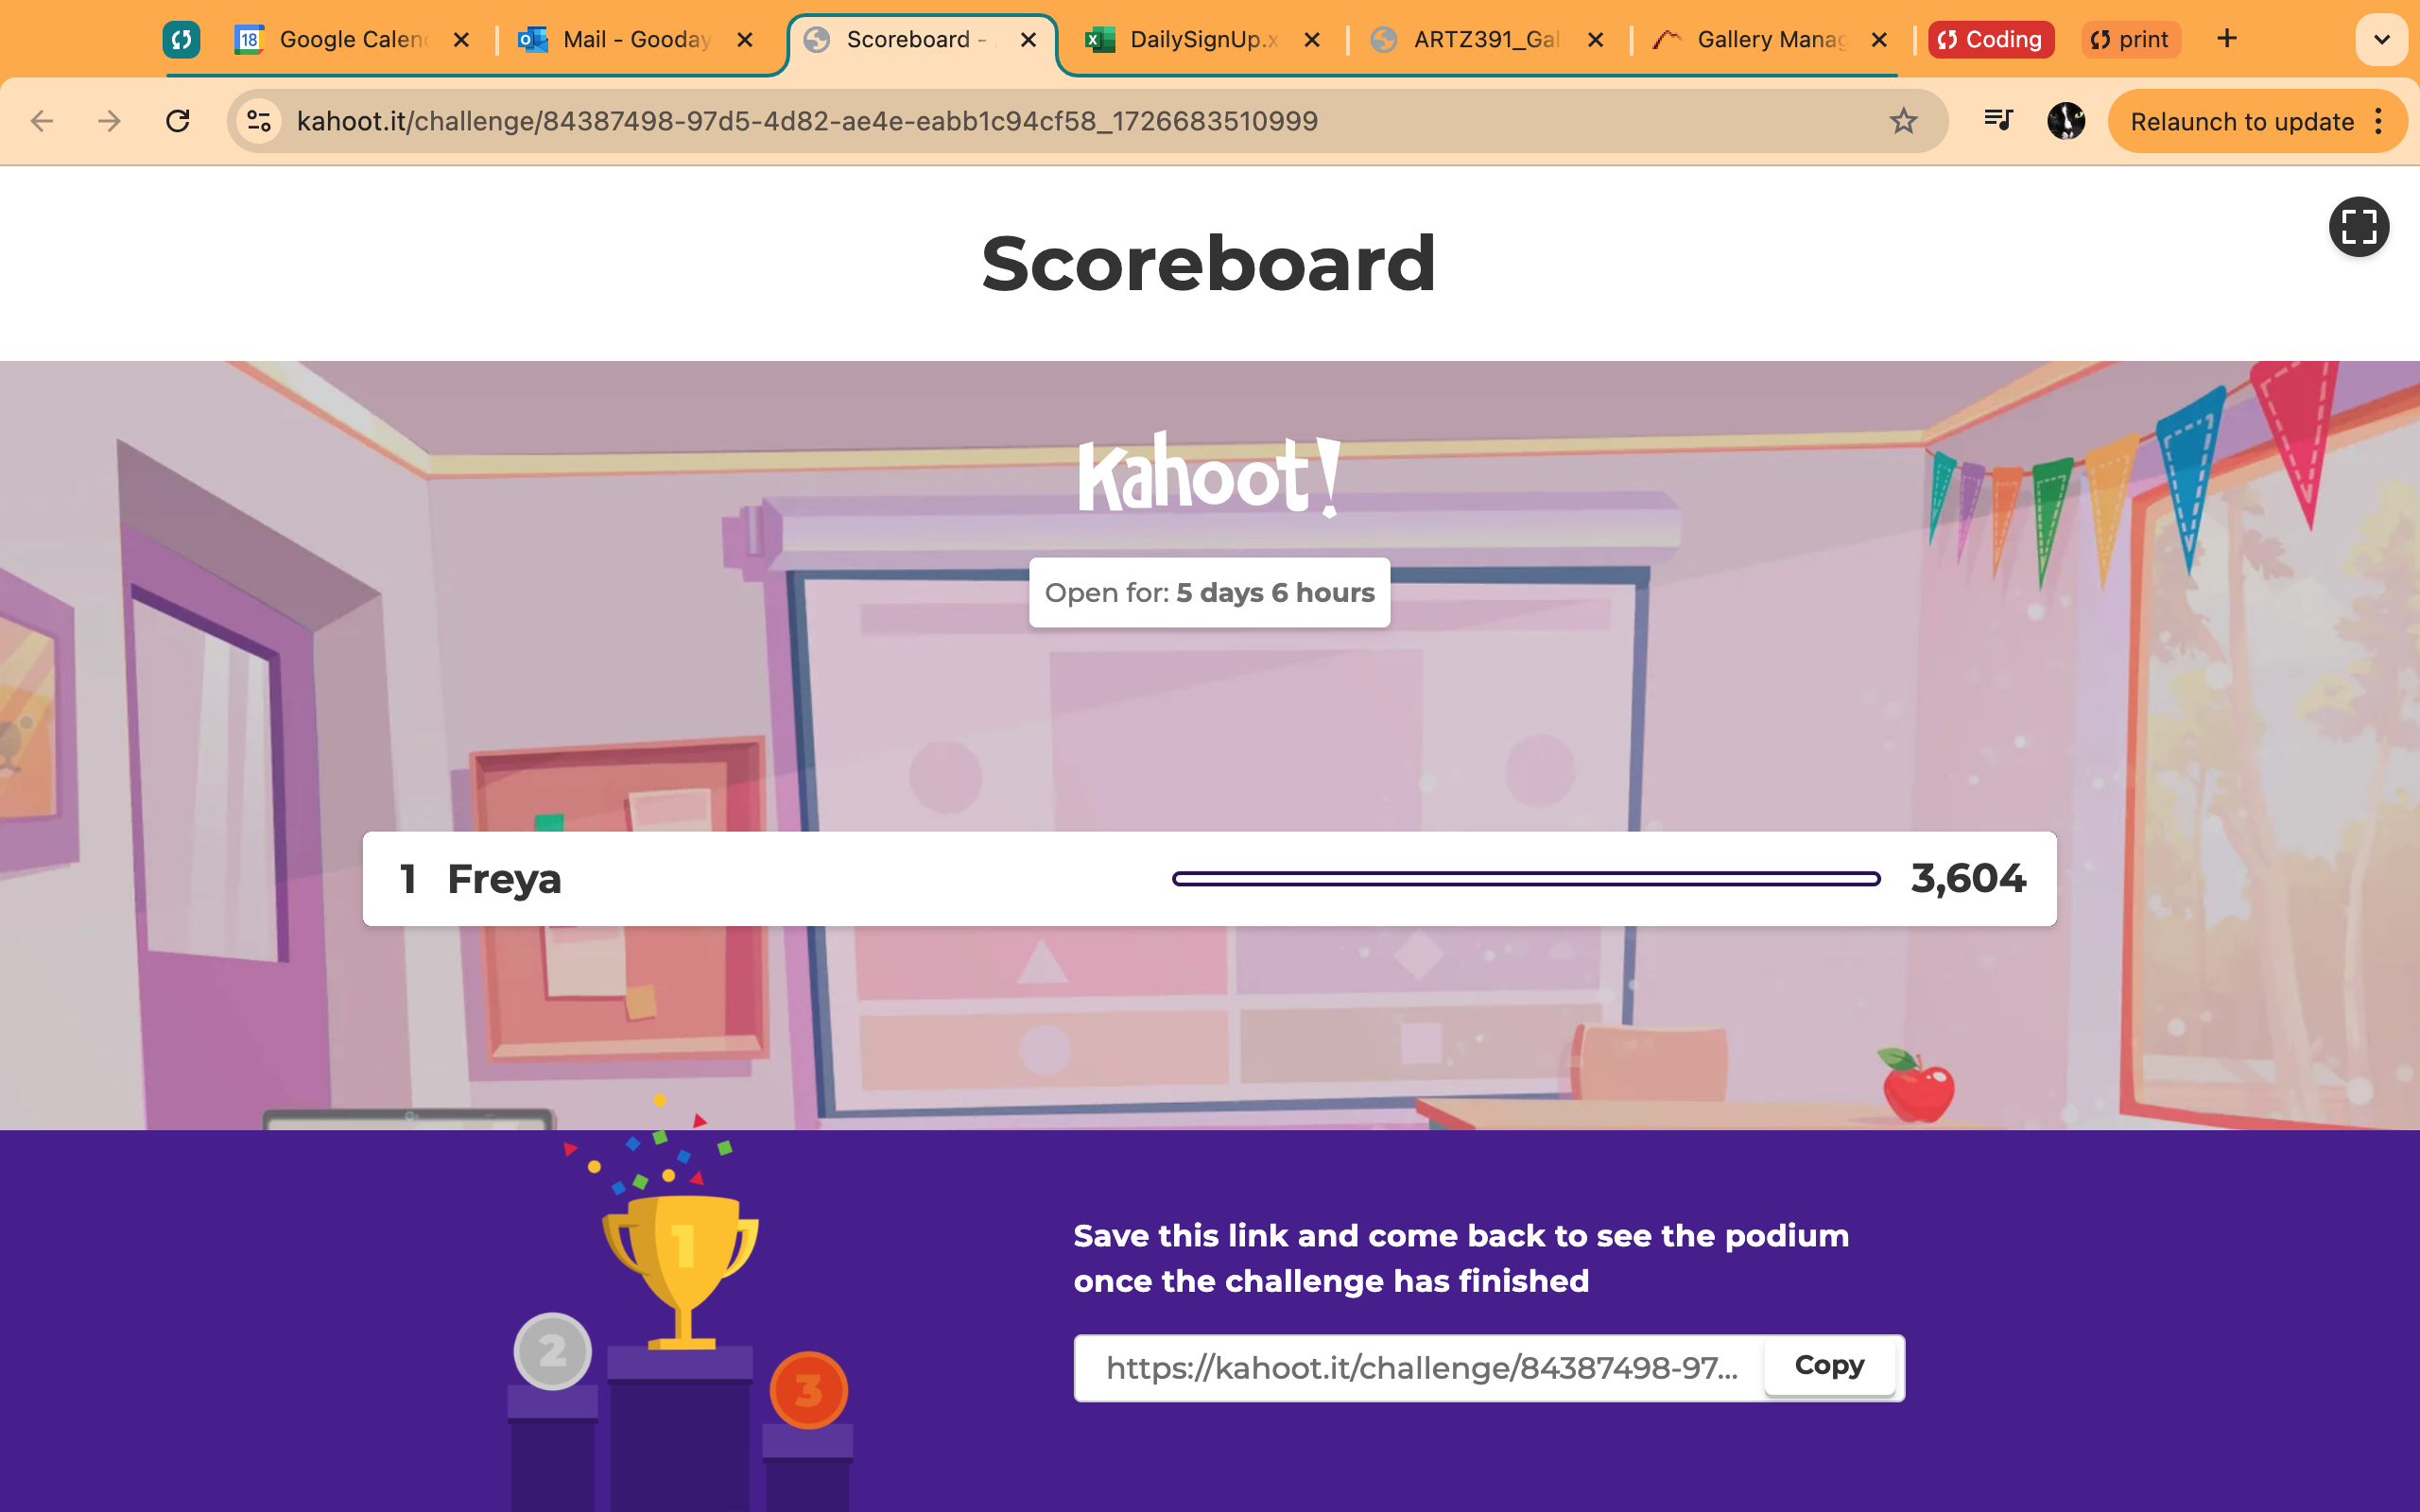 18 Google Calen
Mail - Gooday
Scoreboard -
DailySignUp.x
ARTZ391_Gal
Gallery Manag
Coding
print
kahoot.it/challenge/84387498-97d5-4d82-ae4e-eabb1c94cf58_1726683510999
Relaunch to update
Scoreboard
Kahoot!
Open for: 5 days 6 hours
1 Freya 3,604
1
2
3
Save this link and come back to see the podium
once the challenge has finished
https://kahoot.it/challenge/84387498-97... Copy